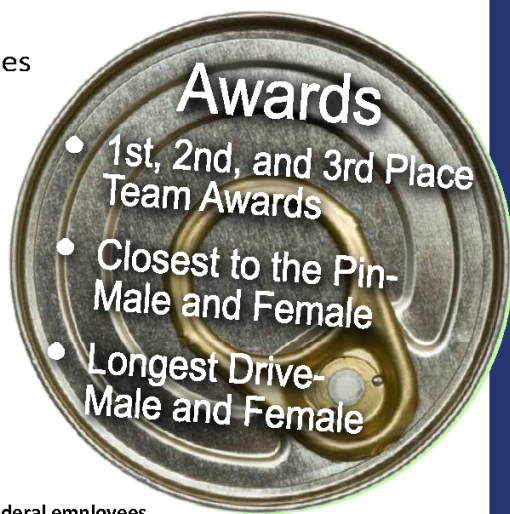 es
Awards
• 1st, 2nd, and 3rd Place
Team Awards
• Closest to the Pin-
Male and Female
• Longest Drive-
Male and Female
deral employees